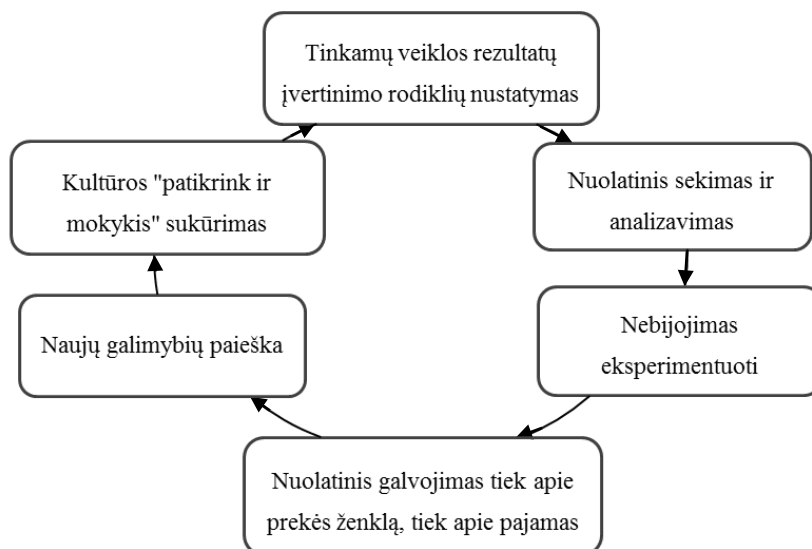 Tinkamų veiklos rezultatų
įvertinimo rodiklių nustatymas
Nuolatinis sekimas ir
analizavimas
Nebijojimas
eksperimentuoti
Nuolatinis galvojimas tiek apie
prekės ženklą, tiek apie pajamas
Naujų galimybių paieška
Kultūros "patikrink ir
mokykis" sukūrimas